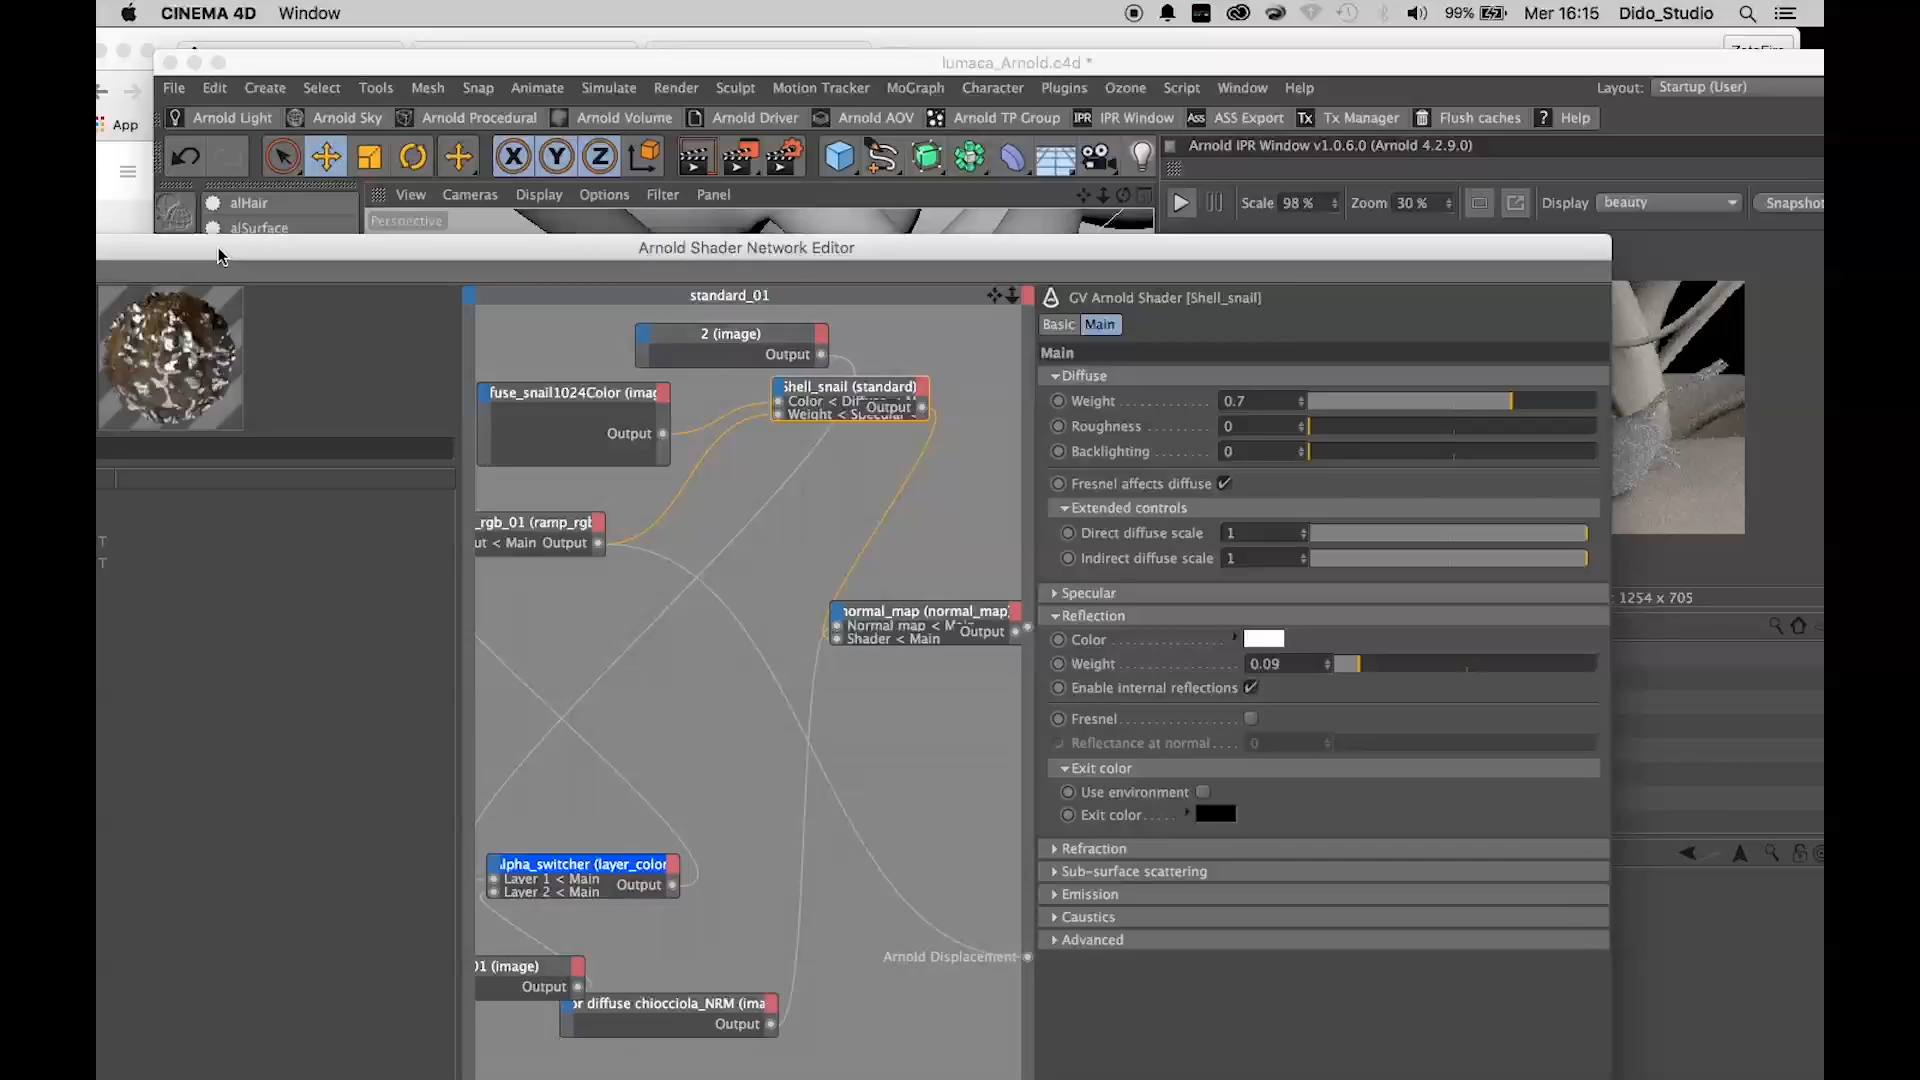 CINEMA 4D Window 99% Mer 16:15 Dido_Studio
lumaca_Arnold.c4d *
File Edit Create Select Tools Mesh Snap Animate Simulate Render Sculpt Motion Tracker MoGraph Character Plugins Ozone Script Window Help Layout: Startup (User)
App
Arnold Light Arnold Sky Arnold Procedural Arnold Volume Arnold Driver Arnold AOV Arnold TP Group IPR IPR Window Ass ASS Export Tx Tx Manager Flush caches ? Help
X Y Z
Arnold IPR Window v1.0.6.0 (Arnold 4.2.9.0)
View Cameras Display Options Filter Panel
alHair
Scale 98 % Zoom 30 % Display beauty Snapshot
Perspective
alSurface
Arnold Shader Network Editor
standard_01
GV Arnold Shader [Shell_snail]
Basic Main
2 (image)
Output
Main
Diffuse
Shell_snail (standard)
fuse_snail1024Color (imag
Color < Dif
Output
Weight < Specular
Weight 0.7
Roughness 0
Output
Backlighting 0
Fresnel affects diffuse
Extended controls
_rgb_01 (ramp_rgb
ut < Main Output
Direct diffuse scale 1
Indirect diffuse scale 1
Specular
1254 x 705
normal_map (normal_map)
Reflection
Normal map < M
Output
Shader < Main
Color
Weight 0.09
Enable internal reflections
Fresnel
Reflectance at normal 0
Exit color
Use environment
Exit color
Refraction
lpha_switcher (layer_color
Sub-surface scattering
Layer 1 < Main
Output
Layer 2 < Main
Emission
Caustics
Advanced
Arnold Displacement
01 (image)
Output
or diffuse chiocciola_NRM (ima
Output
T
T